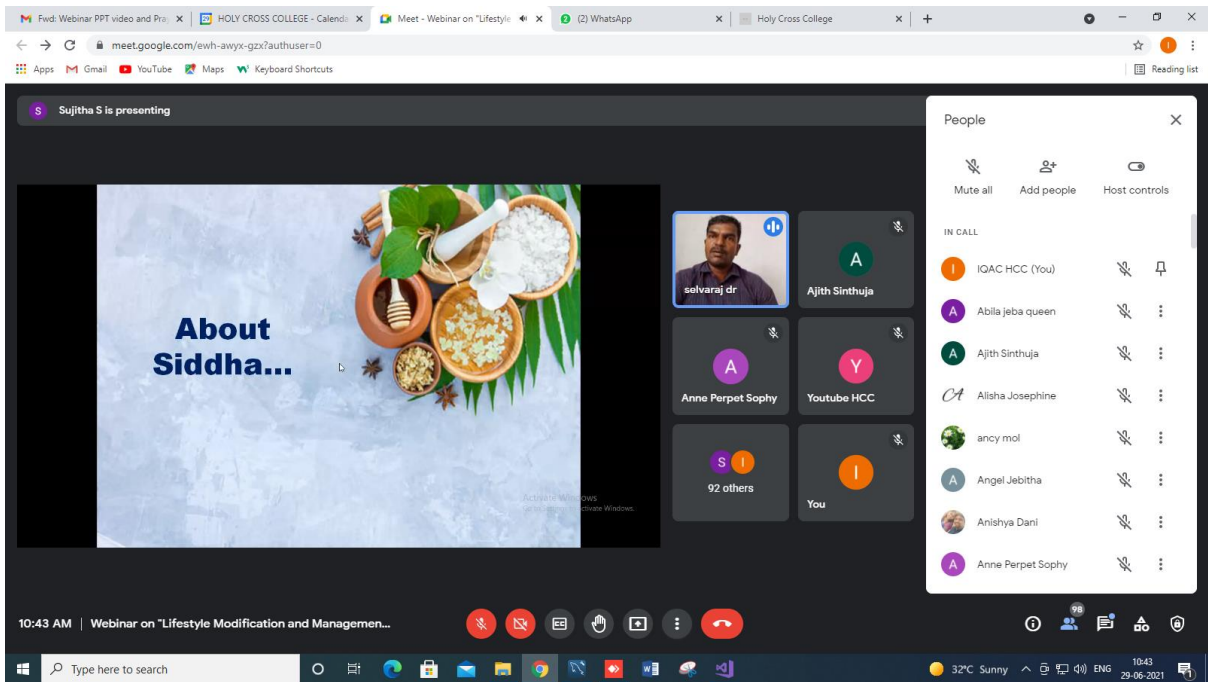 Fwd: Webinar PPT video and Pra
HOLY CROSS COLLEGE - Calenda
Meet - Webinar on "Lifestyle
(2) WhatsApp
Holy Cross College
meet.google.com/ewh-awyx-gzx?authuser=0
Apps Gmail YouTube Maps Keyboard Shortcuts
Reading list
S Sujitha S is presenting
About
Siddha...
Activate Windows
selvaraj dr
A
Ajith Sinthuja
A
Anne Perpet Sophy
Y
Youtube HCC
S I
92 others
I
You
People
Mute all Add people Host controls
IN CALL
I IQAC HCC (You)
A Abila jeba queen
A Ajith Sinthuja
CA Alisha Josephine
ancy mol
A Angel Jebitha
Anishya Dani
A Anne Perpet Sophy
10:43 AM | Webinar on "Lifestyle Modification and Managemen...
98
Type here to search
32°C Sunny ENG 10:43
29-06-2021